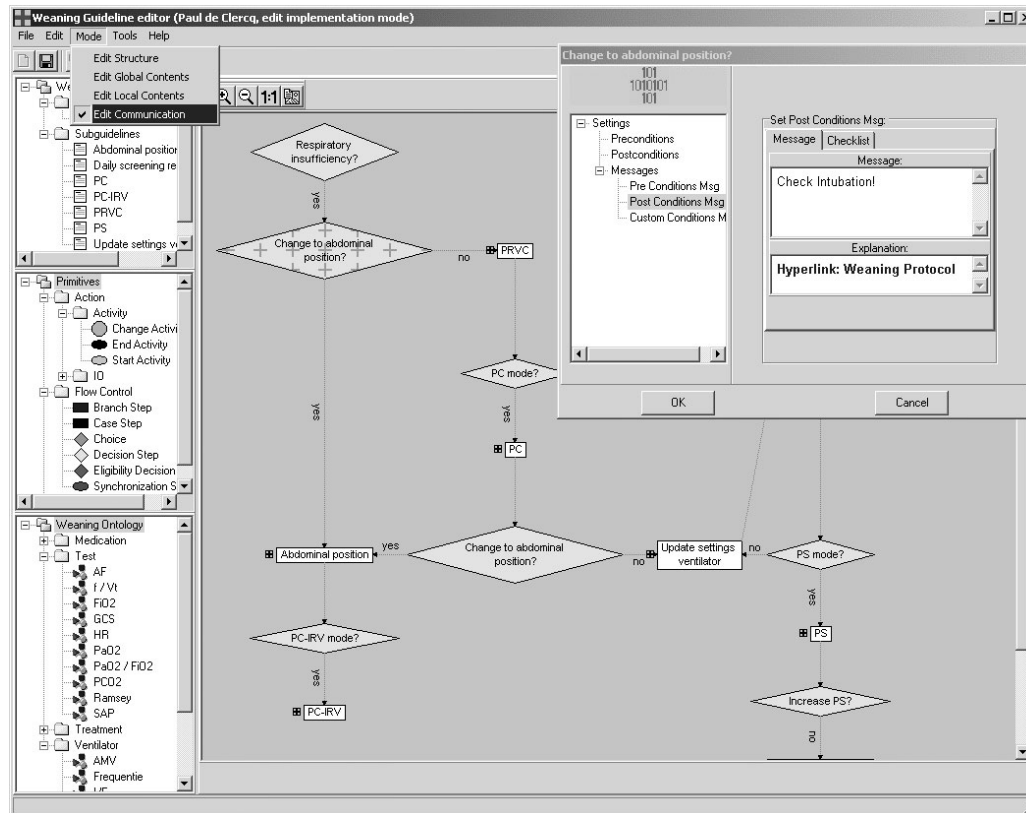 Weaning Guideline editor (Paul de Clercq, edit implementation mode)
File Edit Mode Tools Help
Edit Structure
Edit Global Contents
Edit Local Contents
Edit Communication
1:1
Subguidelines
Abdominal position
Daily screening re
PC
PC-IRV
PRVC
PS
Update settings
Primitives
Action
Activity
Change Activi
End Activity
Start Activity
IO
Flow Control
Branch Step
Case Step
Choice
Decision Step
Eligibility Decision
Synchronization S
Weaning Ontology
Medication
Test
AF
f / Vt
FiO2
GCS
HR
PaO2
PaO2 / FiO2
PCO2
Ramsey
SAP
Treatment
Ventilator
AMV
Frequentie
Respiratory
insufficiency?
yes
Change to abdominal
position?
no
PRVC
yes
PC mode?
yes
PC
Abdominal position
yes
Change to abdominal
position?
no
Update settings
ventilator
no
PS mode?
yes
PS
PC-IRV mode?
yes
PC-IRV
Increase PS?
no
Change to abdominal position?
101
1010101
101
Settings
Preconditions
Postconditions
Messages
Pre Conditions Msg
Post Conditions Msg
Custom Conditions M
Set Post Conditions Msg:
Message Checklist
Message:
Check Intubation!
Explanation:
Hyperlink: Weaning Protocol
OK Cancel